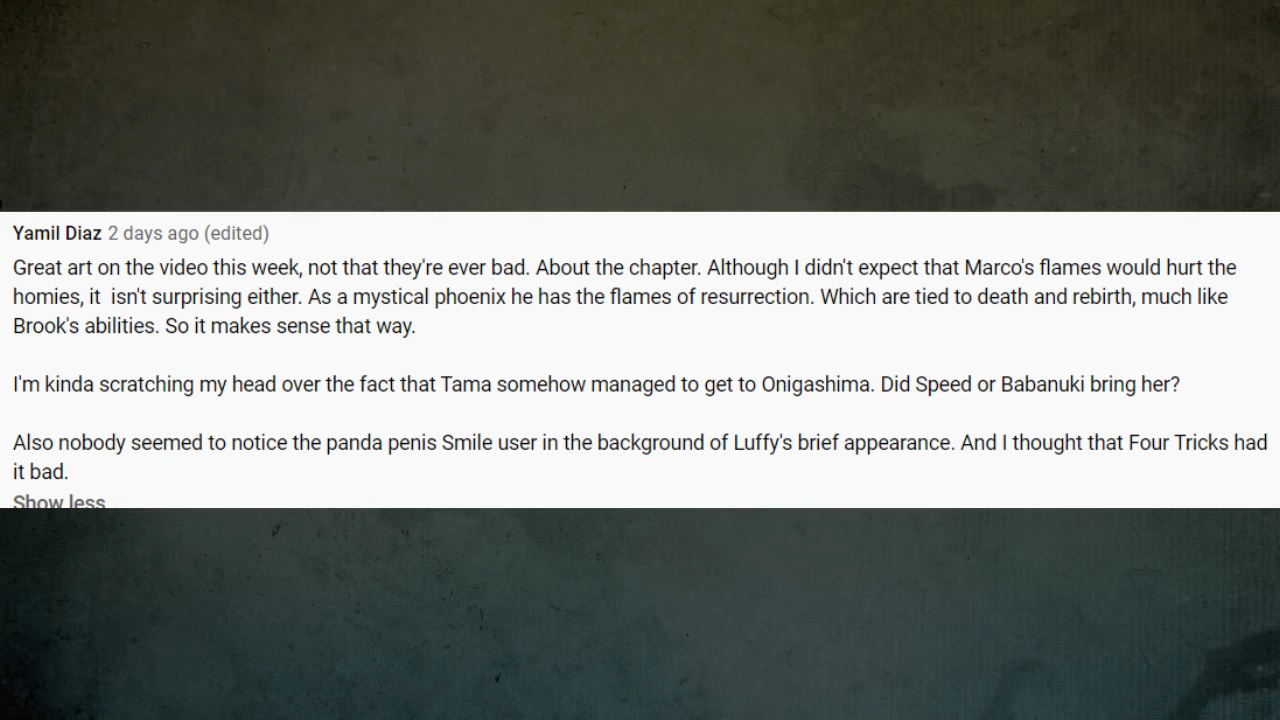 Yamil Diaz 2 days ago (edited)
Great art on the video this week, not that they're ever bad. About the chapter. Although I didn't expect that Marco's flames would hurt the
homies, it  isn't surprising either. As a mystical phoenix he has the flames of resurrection. Which are tied to death and rebirth, much like
Brook's abilities. So it makes sense that way.
I'm kinda scratching my head over the fact that Tama somehow managed to get to Onigashima. Did Speed or Babanuki bring her?
Also nobody seemed to notice the panda penis Smile user in the background of Luffy's brief appearance. And I thought that Four Tricks had
it bad.
Show less